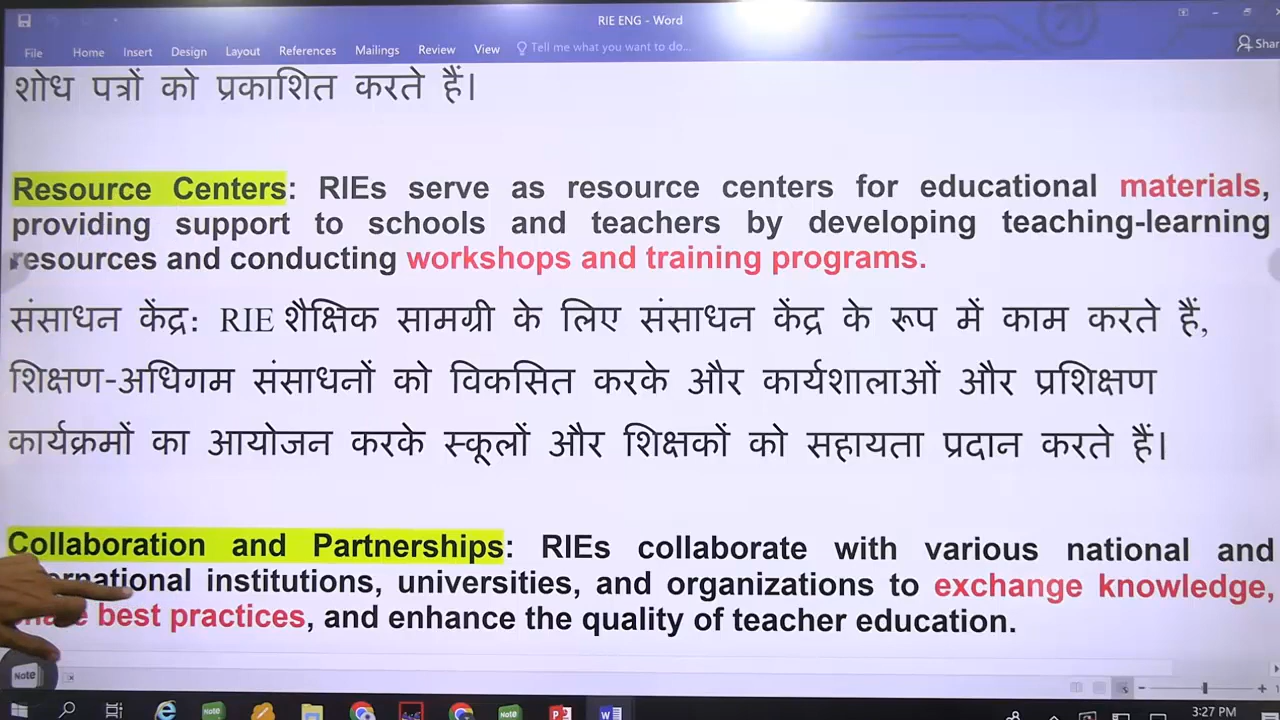 RIE ENG - Word
File Home Insert Design Layout References Mailings Review View Tell me what you want to do...
शोध पत्रों को प्रकाशित करते हैं।
Resource Centers: RIEs serve as resource centers for educational materials,
providing support to schools and teachers by developing teaching-learning
resources and conducting workshops and training programs.
संसाधन केंद्र: RIE शैक्षिक सामग्री के लिए संसाधन केंद्र के रूप में काम करते हैं,
शिक्षण-अधिगम संसाधनों को विकसित करके और कार्यशालाओं और प्रशिक्षण
कार्यक्रमों का आयोजन करके स्कूलों और शिक्षकों को सहायता प्रदान करते हैं।
Collaboration and Partnerships: RIEs collaborate with various national and
institutions, universities, and organizations to exchange knowledge,
best practices, and enhance the quality of teacher education.
Note
Note Note
3:27 PM